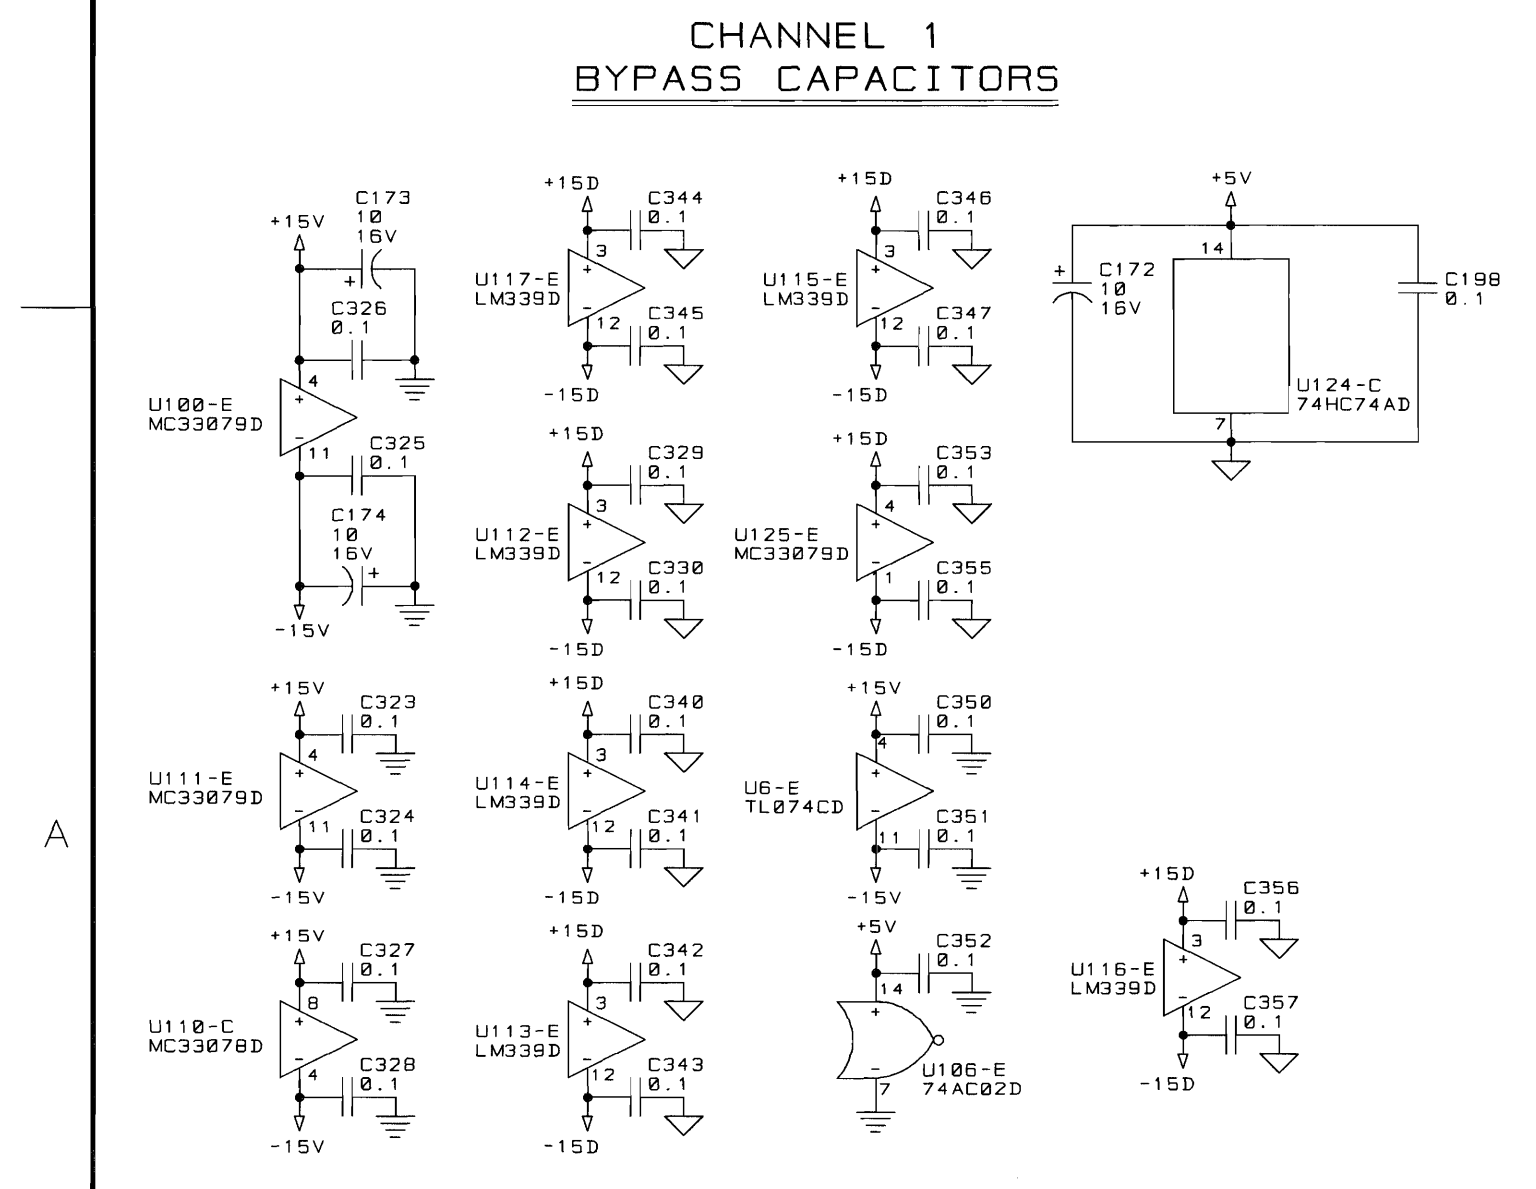 CHANNEL 1
BYPASS CAPACITORS
A
+15V
C173
10
16V
+
C326
0.1
4
+
-
11
U100-E
MC33079D
C325
0.1
C174
10
16V
+
-15V
+15V
C323
0.1
4
+
-
11
U111-E
MC33079D
C324
0.1
-15V
+15V
C327
0.1
8
+
-
4
U110-C
MC33078D
C328
0.1
-15V
+15D
C344
0.1
3
+
-
12
U117-E
LM339D
C345
0.1
-15D
+15D
C329
0.1
3
+
-
12
U112-E
LM339D
C330
0.1
-15D
+15D
C340
0.1
3
+
-
12
U114-E
LM339D
C341
0.1
-15D
+15D
C342
0.1
3
+
-
12
U113-E
LM339D
C343
0.1
-15D
+15D
C346
0.1
3
+
-
12
U115-E
LM339D
C347
0.1
-15D
+15D
C353
0.1
4
+
-
1
U125-E
MC33079D
C355
0.1
-15D
+15V
C350
0.1
4
+
-
11
U6-E
TL074CD
C351
0.1
-15V
+5V
C352
0.1
14
+
-
7
U106-E
74AC02D
+5V
14
+
C172
10
16V
C198
0.1
U124-C
74HC74AD
7
+15D
C356
0.1
3
+
-
12
U116-E
LM339D
C357
0.1
-15D